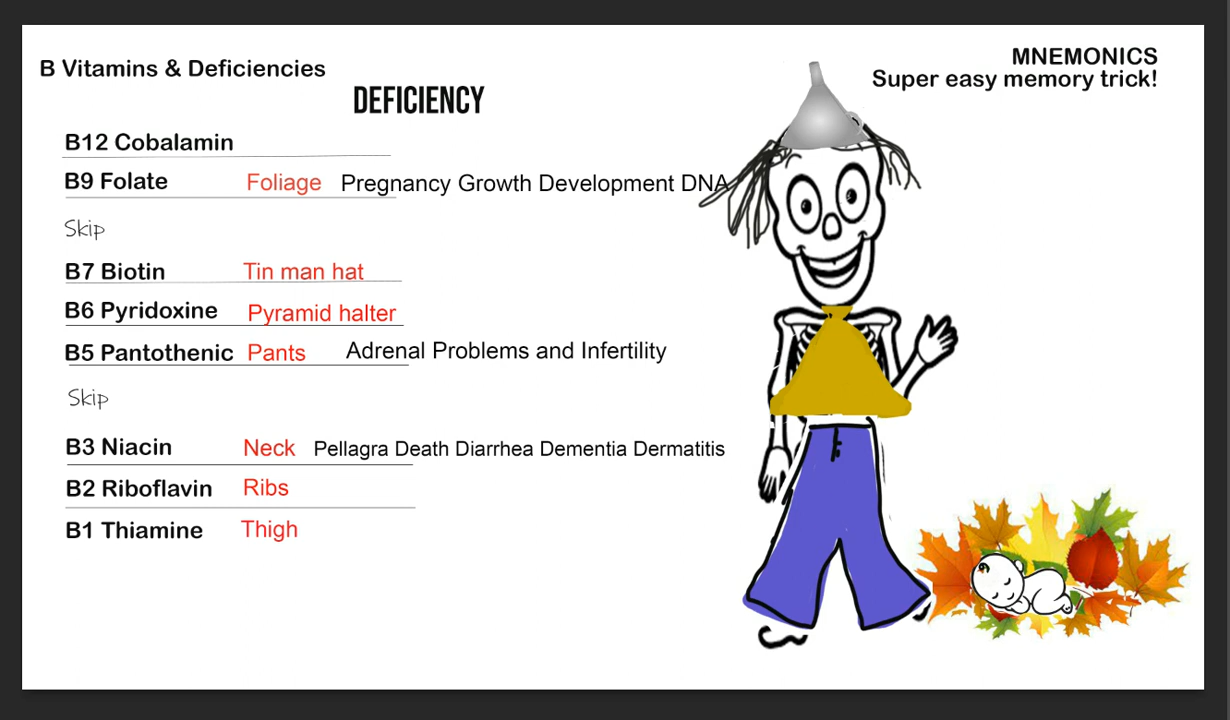 B Vitamins & Deficiencies
MNEMONICS
Super easy memory trick!
DEFICIENCY
B12 Cobalamin
B9 Folate Foliage Pregnancy Growth Development DNA
Skip
B7 Biotin Tin man hat
B6 Pyridoxine Pyramid halter
B5 Pantothenic Pants Adrenal Problems and Infertility
Skip
B3 Niacin Neck Pellagra Death Diarrhea Dementia Dermatitis
B2 Riboflavin Ribs
B1 Thiamine Thigh